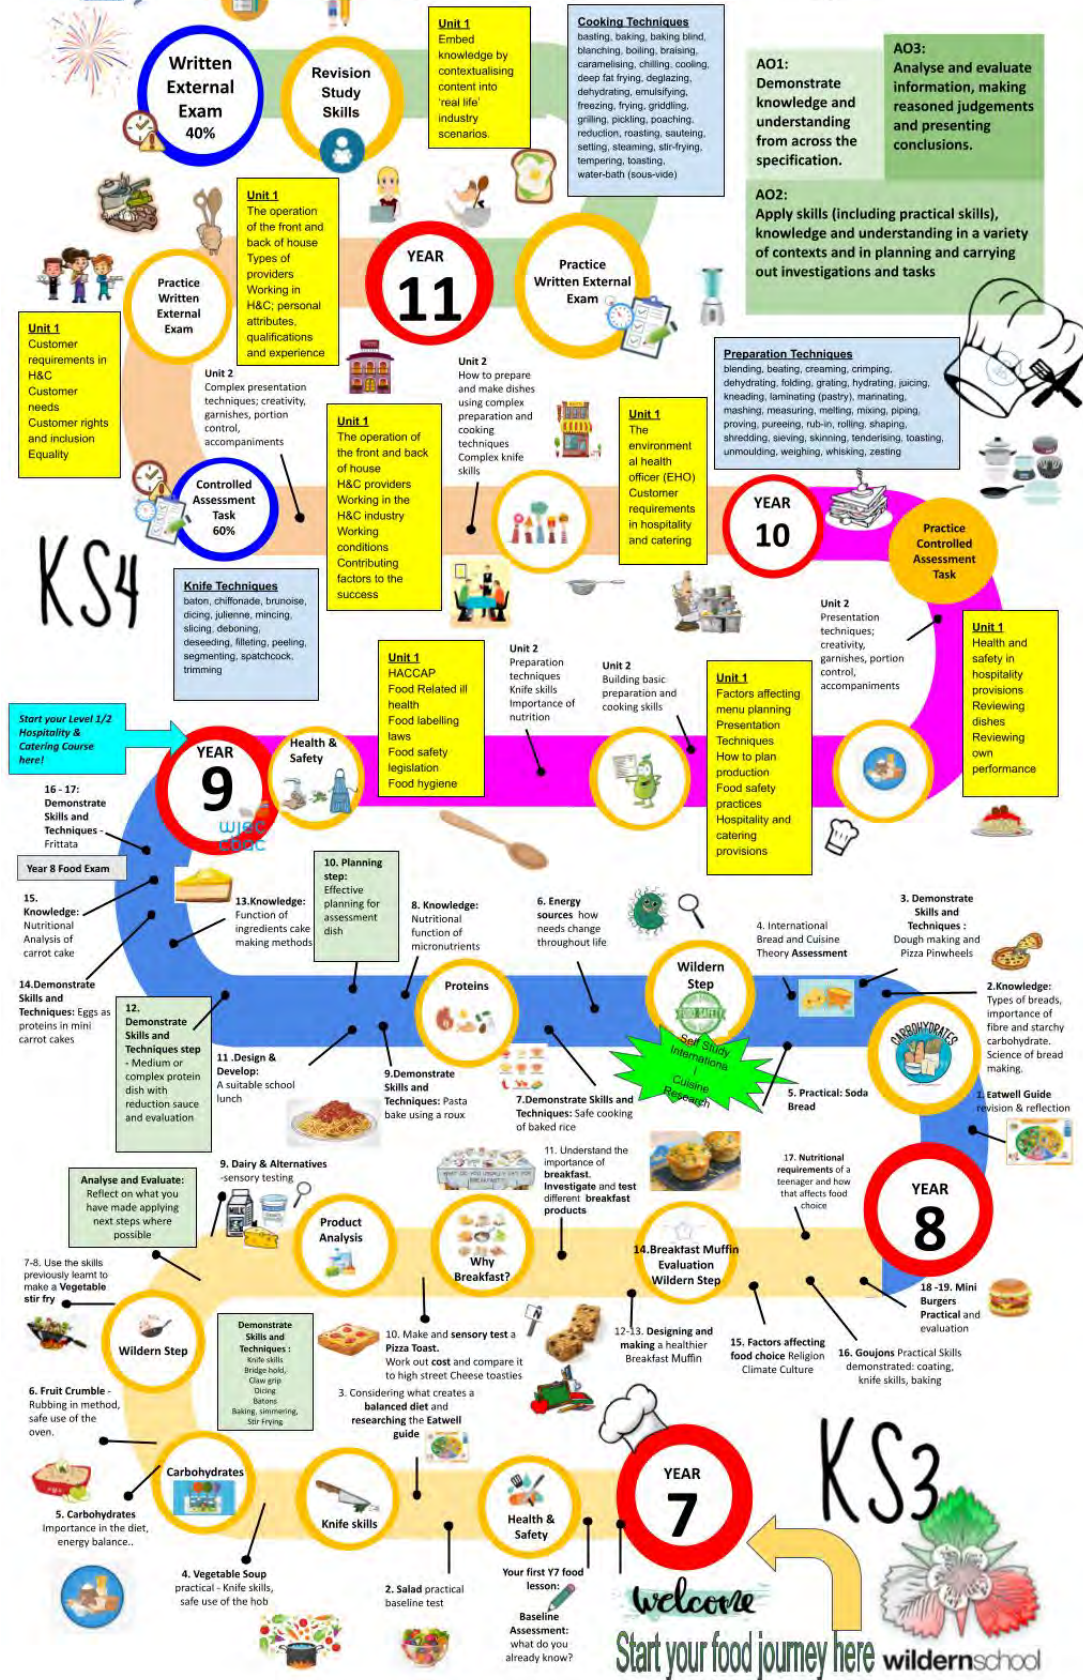 Written
External
Exam
40%
Revision
Study
Skills
Unit 1
Embed
knowledge by
contextualising
content into
'real life'
industry
scenarios.
Cooking Techniques
basting, baking, baking blind,
blanching, boiling, braising,
caramelising, chilling, cooling,
deep fat frying, deglazing,
dehydrating, emulsifying,
freezing, frying, griddling,
grilling, pickling, poaching,
reduction, roasting, sauteing,
setting, steaming, stir-frying,
tempering, toasting,
water-bath (sous-vide)
AO1:
Demonstrate
knowledge and
understanding
from across the
specification.
AO3:
Analyse and evaluate
information, making
reasoned judgements
and presenting
conclusions.
AO2:
Apply skills (including practical skills),
knowledge and understanding in a variety
of contexts and in planning and carrying
out investigations and tasks
Unit 1
The operation
of the front and
back of house
Types of
providers
Working in
H&C; personal
attributes,
qualifications
and experience
YEAR
11
Practice
Written External
Exam
Practice
Written
External
Exam
Unit 1
Customer
requirements in
H&C
Customer
needs
Customer rights
and inclusion
Equality
Unit 2
Complex presentation
techniques; creativity,
garnishes, portion
control,
accompaniments
Unit 1
The operation of
the front and back
of house
H&C providers
Working in the
H&C industry
Working
conditions
Contributing
factors to the
success
Unit 2
How to prepare
and make dishes
using complex
preparation and
cooking
techniques
Complex knife
skills
Unit 1
The
environment
al health
officer (EHO)
Customer
requirements
in hospitality
and catering
Preparation Techniques
blending, beating, creaming, crimping,
dehydrating, folding, grating, hydrating, juicing,
kneading, laminating (pastry), marinating,
mashing, measuring, melting, mixing, piping,
proving, pureeing, rub-in, rolling, shaping,
shredding, sieving, skinning, tenderising, toasting,
unmoulding, weighing, whisking, zesting
Controlled
Assessment
Task
60%
YEAR
10
Practice
Controlled
Assessment
Task
KS4
Knife Techniques
baton, chiffonade, brunoise,
dicing, julienne, mincing,
slicing, deboning,
deseeding, filleting, peeling,
segmenting, spatchcock,
trimming
Unit 2
Presentation
techniques;
creativity,
garnishes, portion
control,
accompaniments
Unit 1
Health and
safety in
hospitality
provisions
Reviewing
dishes
Reviewing
own
performance
Unit 1
HACCAP
Food Related ill
health
Food labelling
laws
Food safety
legislation
Food hygiene
Unit 2
Preparation
techniques
Knife skills
Importance of
nutrition
Unit 2
Building basic
preparation and
cooking skills
Unit 1
Factors affecting
menu planning
Presentation
Techniques
How to plan
production
Food safety
practices
Hospitality and
catering
provisions
Start your Level 1/2
Hospitality &
Catering Course
here!
YEAR
9
wjec
cbac
Health &
Safety
16 - 17:
Demonstrate
Skills and
Techniques -
Frittata
Year 8 Food Exam
15.
Knowledge:
Nutritional
Analysis of
carrot cake
14.Demonstrate
Skills and
Techniques: Eggs as
proteins in mini
carrot cakes
13.Knowledge:
Function of
ingredients cake
making methods
10. Planning
step:
Effective
planning for
assessment
dish
8. Knowledge:
Nutritional
function of
micronutrients
6. Energy
sources how
needs change
throughout life
4. International
Bread and Cuisine
Theory Assessment
3. Demonstrate
Skills and
Techniques :
Dough making and
Pizza Pinwheels
2.Knowledge:
Types of breads,
importance of
fibre and starchy
carbohydrate.
Science of bread
making.
Proteins
Wildern
Step
FOOD SAFETY
CARBOHYDRATES
12.
Demonstrate
Skills and
Techniques step
- Medium or
complex protein
dish with
reduction sauce
and evaluation
11 .Design &
Develop:
A suitable school
lunch
9.Demonstrate
Skills and
Techniques: Pasta
bake using a roux
7.Demonstrate Skills and
Techniques: Safe cooking
of baked rice
Self Study
Internationa
l
Cuisine
Research
5. Practical: Soda
Bread
1. Eatwell Guide
revision & reflection
YEAR
8
Analyse and Evaluate:
Reflect on what you
have made applying
next steps where
possible
9. Dairy & Alternatives
-sensory testing
MILK
Product
Analysis
Why
Breakfast?
11. Understand the
importance of
breakfast.
Investigate and test
different breakfast
products
14.Breakfast Muffin
Evaluation
Wildern Step
17. Nutritional
requirements of a
teenager and how
that affects food
choice
18 -19. Mini
Burgers
Practical and
evaluation
7-8. Use the skills
previously learnt to
make a Vegetable
stir fry
Wildern Step
Demonstrate
Skills and
Techniques :
Knife skills
Bridge hold,
Claw grip
Dicing
Batons
Baking, simmering,
Stir Frying
10. Make and sensory test a
Pizza Toast.
Work out cost and compare it
to high street Cheese toasties
12-13. Designing and
making a healthier
Breakfast Muffin
15. Factors affecting
food choice Religion
Climate Culture
16. Goujons Practical Skills
demonstrated: coating,
knife skills, baking
6. Fruit Crumble -
Rubbing in method,
safe use of the
oven.
3. Considering what creates a
balanced diet and
researching the Eatwell
guide
Carbohydrates
Knife skills
Health &
Safety
YEAR
7
KS3
5. Carbohydrates
Importance in the diet,
energy balance..
4. Vegetable Soup
practical - Knife skills,
safe use of the hob
2. Salad practical
baseline test
Your first Y7 food
lesson:
Baseline
Assessment:
what do you
already know?
welcome
Start your food journey here
wildernschool